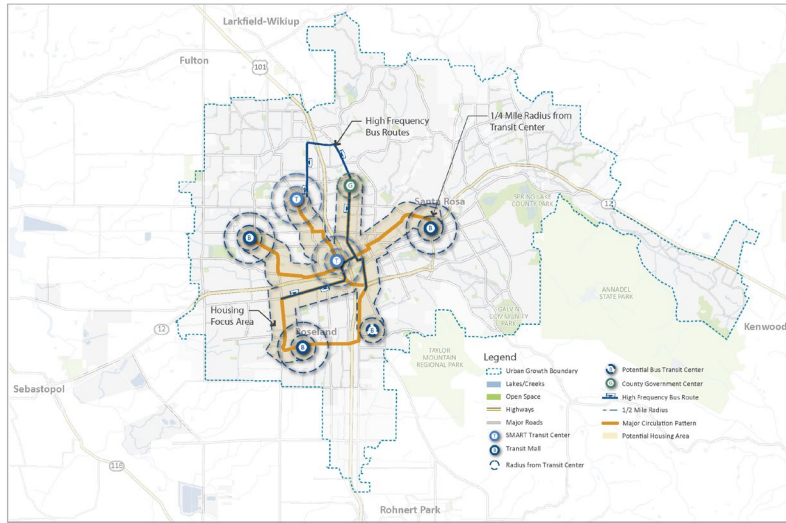 Larkfield-Wikiup
Fulton
101
High Frequency
Bus Routes
1/4 Mile Radius from
Transit Center
G
T
Santa Rosa
SPRING LAKE
COUNTY PARK
12
B
B
T
ANNADEL
STATE PARK
Housing
Focus Area
GALVIN
COMMUNITY
PARK
Kenwood
12
Roseland
B
TAYLOR
MOUNTAIN
REGIONAL PARK
Sebastopol
116
Rohnert Park
Legend
Urban Growth Boundary
Lakes/Creeks
Open Space
Highways
Major Roads
T SMART Transit Center
B Transit Mall
Radius from Transit Center
Potential Bus Transit Center
G County Government Center
High Frequency Bus Route
1/2 Mile Radius
Major Circulation Pattern
Potential Housing Area